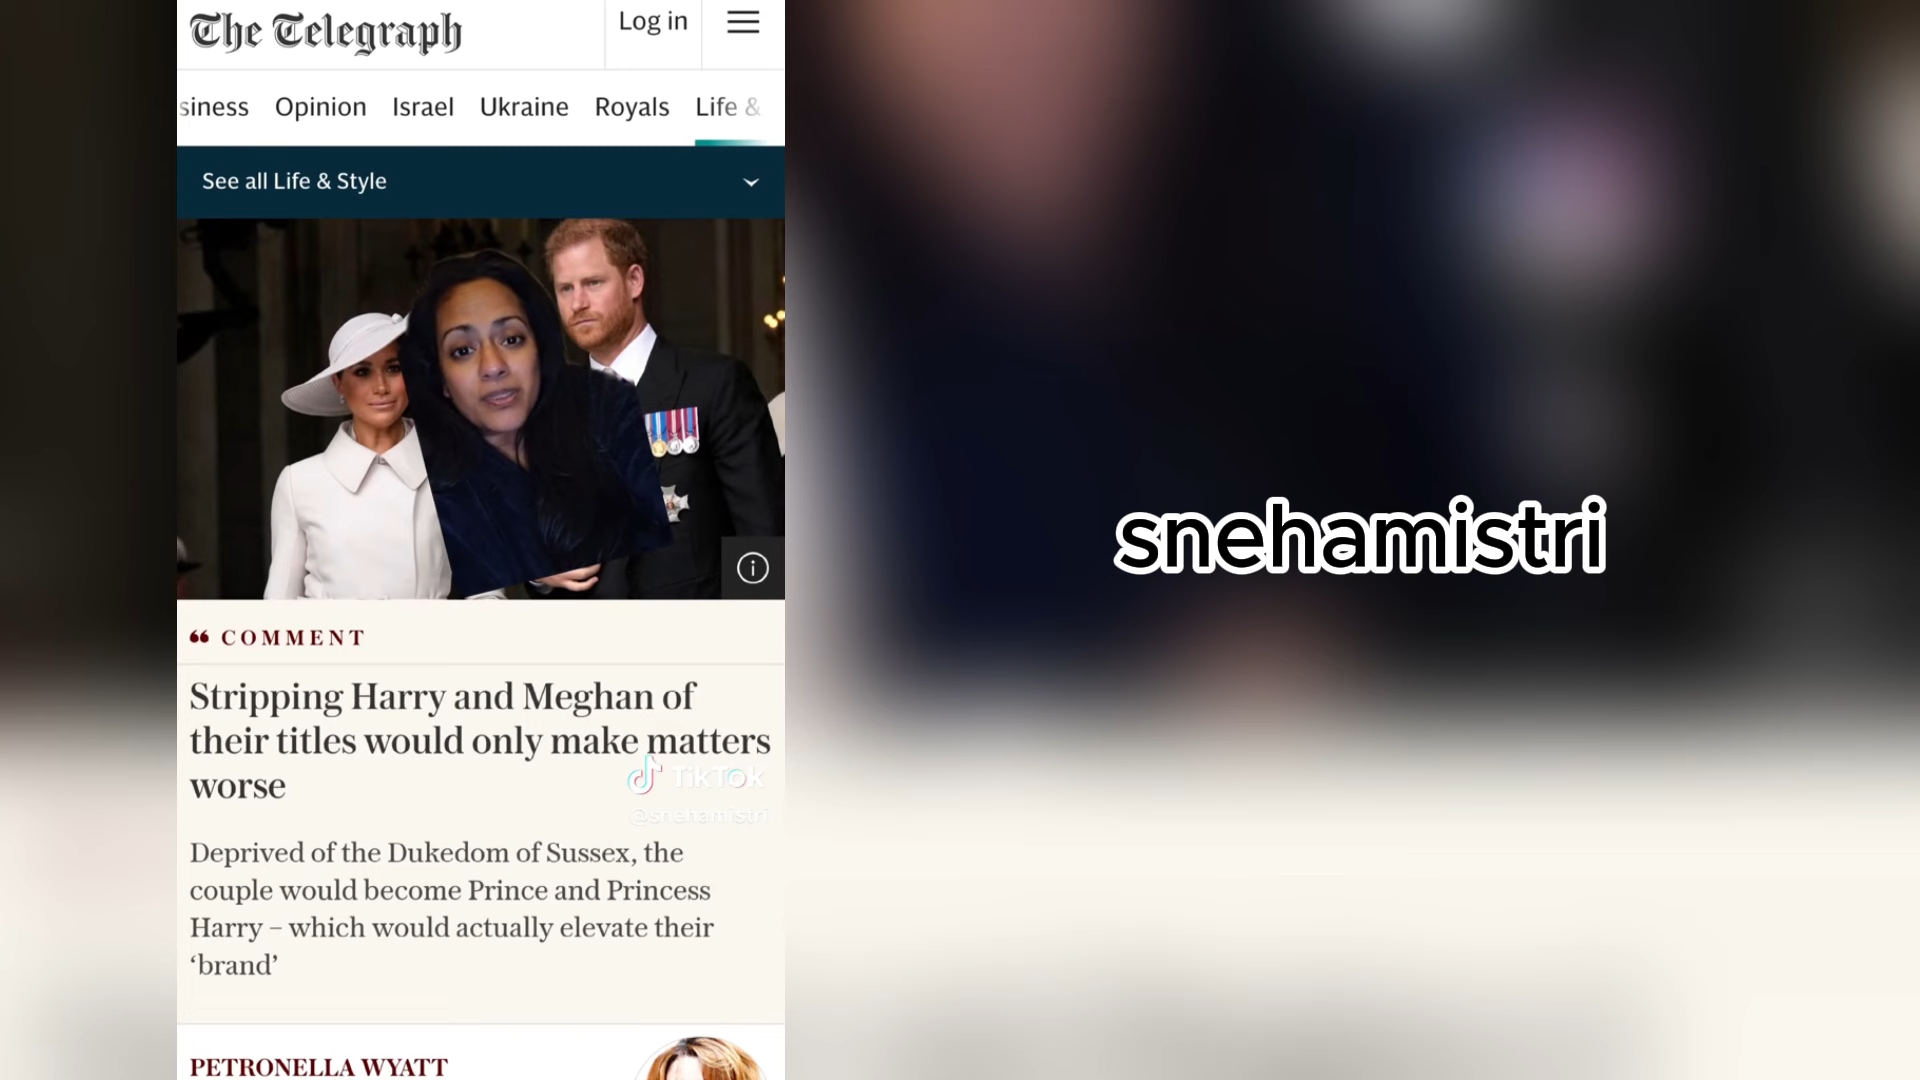 The Telegraph
Log in
siness Opinion Israel Ukraine Royals Life &
See all Life & Style
“ COMMENT
Stripping Harry and Meghan of
their titles would only make matters
worse
TikTok
@snehamistri
Deprived of the Dukedom of Sussex, the
couple would become Prince and Princess
Harry – which would actually elevate their
‘brand’
PETRONELLA WYATT
snehamistri